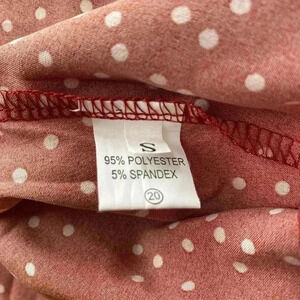 S
95% POLYESTER
5% SPANDEX
20